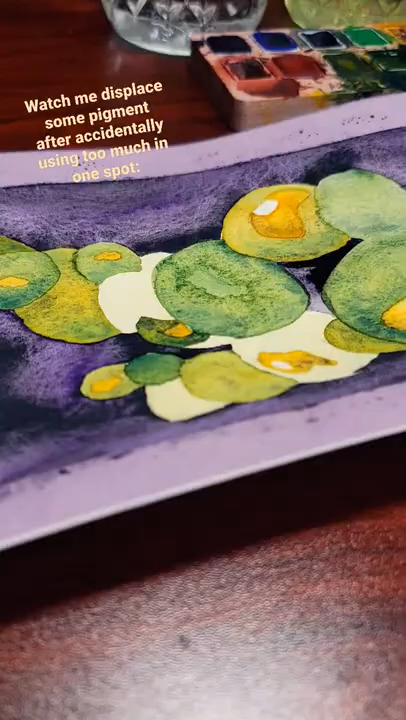 Watch me displace
some pigment
after accidentally
using too much in
one spot: